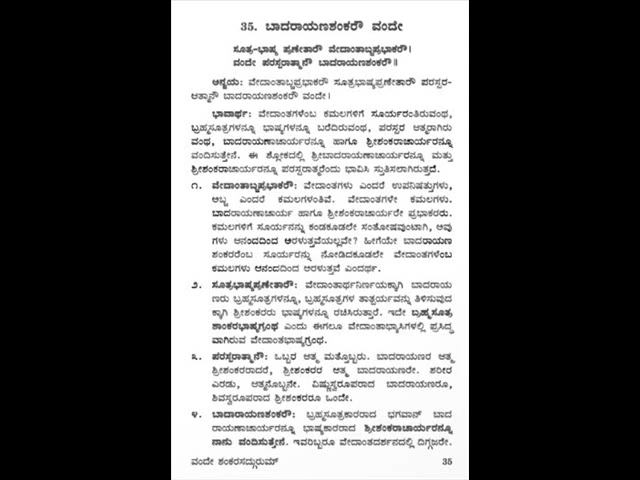 35. ಬಾದರಾಯಣಶಂಕರೌ ವಂದೇ
ಸೂತ್ರ-ಭಾಷ್ಯ ಪ್ರಣೇತಾರೌ ವೇದಾಂತಾಬ್ಜಪ್ರಭಾಕರೌ।
ವಂದೇ ಪರಸ್ಪರಾತ್ಮಾನೌ ಬಾದರಾಯಣಶಂಕರೌ॥
ಅನ್ವಯ: ವೇದಾಂತಾಬ್ಜಪ್ರಭಾಕರೌ ಸೂತ್ರಭಾಷ್ಯಪ್ರಣೇತಾರೌ ಪರಸ್ಪರ-
ಆತ್ಮಾನೌ ಬಾದರಾಯಣಶಂಕರೌ ವಂದೇ।
ಭಾವಾರ್ಥ: ವೇದಾಂತಗಳೆಂಬ ಕಮಲಗಳಿಗೆ ಸೂರ್ಯರಂತಿರುವಂಥ,
ಬ್ರಹ್ಮಸೂತ್ರಗಳನ್ನೂ ಭಾಷ್ಯಗಳನ್ನೂ ಬರೆದಿರುವಂಥ, ಪರಸ್ಪರ ಆತ್ಮರಾಗಿರು
ವಂಥ, ಬಾದರಾಯಣಾಚಾರ್ಯರನ್ನೂ ಹಾಗೂ ಶ್ರೀಶಂಕರಾಚಾರ್ಯರನ್ನೂ
ವಂದಿಸುತ್ತೇನೆ. ಈ ಶ್ಲೋಕದಲ್ಲಿ ಶ್ರೀಬಾದರಾಯಣಾಚಾರ್ಯರನ್ನು ಮತ್ತು
ಶ್ರೀಶಂಕರಾಚಾರ್ಯರನ್ನೂ ಪರಸ್ಪರಾತ್ಮರೆಂದು ಭಾವಿಸಿ ಸ್ತುತಿಸಲಾಗಿರುತ್ತದೆ.
೧. ವೇದಾಂತಾಬ್ಜಪ್ರಭಾಕರೌ: ವೇದಾಂತಗಳು ಎಂದರೆ ಉಪನಿಷತ್ತುಗಳು,
ಅಬ್ಜ ಎಂದರೆ ಕಮಲಗಳಂತಿವೆ. ವೇದಾಂತಗಳೇ ಕಮಲಗಳು.
ಬಾದರಾಯಣಾಚಾರ್ಯ ಹಾಗೂ ಶ್ರೀಶಂಕರಾಚಾರ್ಯರೇ ಪ್ರಭಾಕರರು.
ಕಮಲಗಳಿಗೆ ಸೂರ್ಯನನ್ನು ಕಂಡಕೂಡಲೇ ಸಂತೋಷವುಂಟಾಗಿ, ಅವು
ಗಳು ಆನಂದದಿಂದ ಅರಳುತ್ತವೆಯಲ್ಲವೇ? ಹೀಗೆಯೇ ಬಾದರಾಯಣ
ಶಂಕರರೆಂಬ ಸೂರ್ಯರನ್ನು ನೋಡಿದಕೂಡಲೇ ವೇದಾಂತಗಳೆಂಬ
ಕಮಲಗಳು ಆನಂದದಿಂದ ಅರಳುತ್ತವೆ ಎಂದರ್ಥ.
೨. ಸೂತ್ರಭಾಷ್ಯಪ್ರಣೇತಾರೌ: ವೇದಾಂತಾರ್ಥನಿರ್ಣಯಕ್ಕಾಗಿ ಬಾದರಾಯ
ಣರು ಬ್ರಹ್ಮಸೂತ್ರಗಳನ್ನೂ, ಬ್ರಹ್ಮಸೂತ್ರಗಳ ತಾತ್ಪರ್ಯವನ್ನು ತಿಳಿಸುವುದ
ಕ್ಕಾಗಿ ಶ್ರೀಶಂಕರರು ಭಾಷ್ಯಗಳನ್ನೂ ರಚಿಸಿರುತ್ತಾರೆ. ಇದೇ ಬ್ರಹ್ಮಸೂತ್ರ
ಶಾಂಕರಭಾಷ್ಯಗ್ರಂಥ ಎಂದು ಈಗಲೂ ವೇದಾಂತಾಭ್ಯಾಸಿಗಳಲ್ಲಿ ಪ್ರಸಿದ್ಧ
ವಾಗಿರುವ ವೇದಾಂತಭಾಷ್ಯಗ್ರಂಥ.
೩. ಪರಸ್ಪರಾತ್ಮಾನೌ: ಒಬ್ಬರ ಆತ್ಮ ಮತ್ತೊಬ್ಬರು. ಬಾದರಾಯಣರ ಆತ್ಮ
ಶ್ರೀಶಂಕರರಾದರೆ, ಶ್ರೀಶಂಕರರ ಆತ್ಮ ಬಾದರಾಯಣರೇ. ಶರೀರ
ಎರಡು, ಆತ್ಮನೊಬ್ಬನೇ. ವಿಷ್ಣುಸ್ವರೂಪರಾದ ಬಾದರಾಯಣರೂ,
ಶಿವಸ್ವರೂಪರಾದ ಶ್ರೀಶಂಕರರೂ ಒಂದೇ.
೪. ಬಾದಾರಾಯಣಶಂಕರೌ: ಬ್ರಹ್ಮಸೂತ್ರಕಾರರಾದ ಭಗವಾನ್ ಬಾದ
ರಾಯಣಾಚಾರ್ಯರನ್ನೂ ಭಾಷ್ಯಕಾರರಾದ ಶ್ರೀಶಂಕರಾಚಾರ್ಯರನ್ನೂ
ನಾನು ವಂದಿಸುತ್ತೇನೆ. ಇವರಿಬ್ಬರೂ ವೇದಾಂತದರ್ಶನದಲ್ಲಿ ದಿಗ್ಗಜರೇ.
ವಂದೇ ಶಂಕರಸದ್ಗುರುಮ್ 35